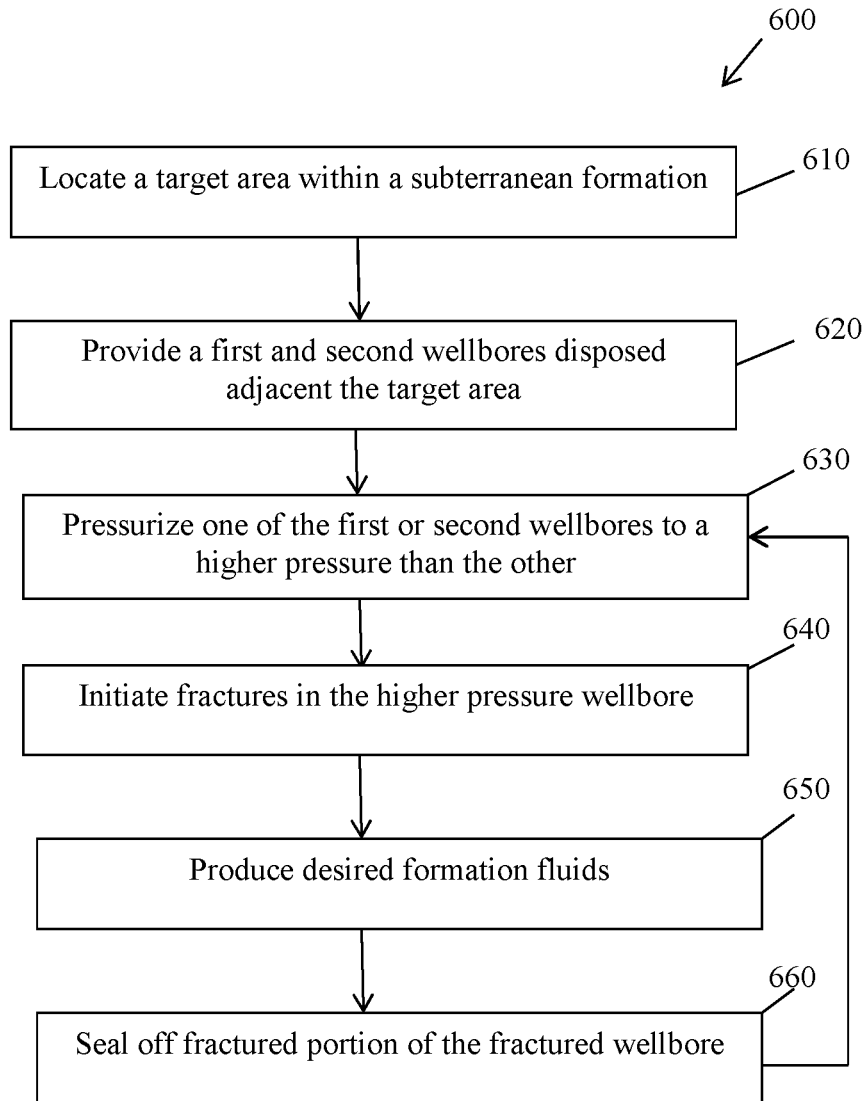 600
Locate a target area within a subterranean formation
610
Provide a first and second wellbores disposed
adjacent the target area
620
630
Pressurize one of the first or second wellbores to a
higher pressure than the other
640
Initiate fractures in the higher pressure wellbore
650
Produce desired formation fluids
660
Seal off fractured portion of the fractured wellbore